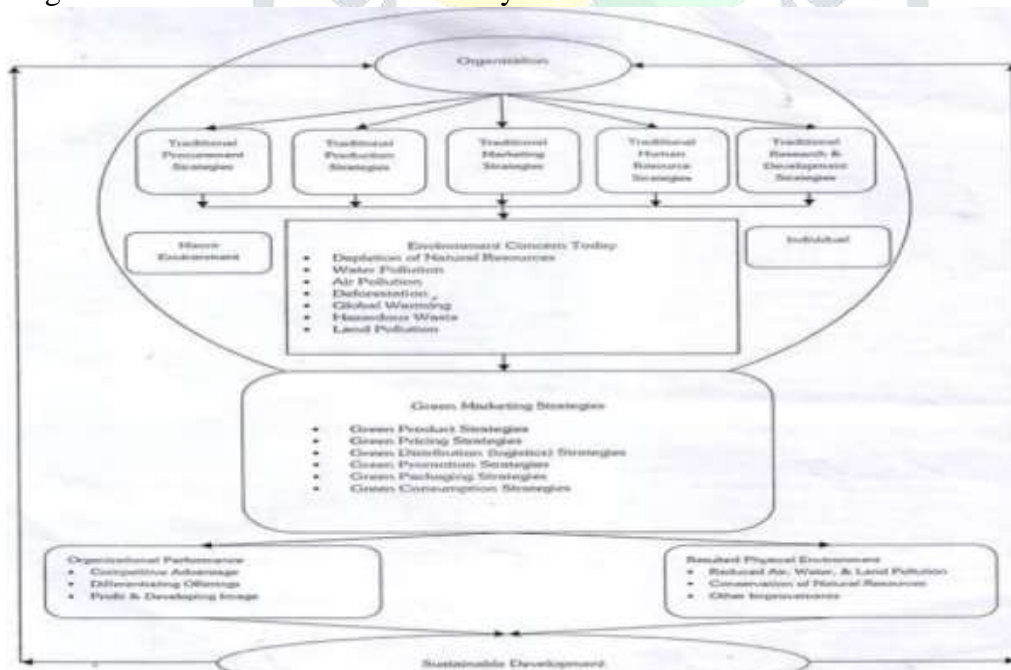 Organization
Traditional
Procurement
Strategies
Traditional
Production
Strategies
Traditional
Marketing
Strategies
Traditional
Human
Resource
Strategies
Traditional
Research &
Development
Strategies
Environment
Individual
Environment Concern Today
• Depletion of Natural Resources
• Water Pollution
• Air Pollution
• Deforestation
• Global Warming
• Hazardous Waste
• Land Pollution
Green Marketing Strategies
• Green Product Strategies
• Green Pricing Strategies
• Green Distribution (logistics) Strategies
• Green Promotion Strategies
• Green Packaging Strategies
• Green Consumption Strategies
Organizational Performance
• Competitive Advantage
• Differentiating Offerings
• Profit & Developing Image
Resulted Physical Environment
• Reduced Air, Water, & Land Pollution
• Conservation of Natural Resources
• Other Improvements
Sustainable Development